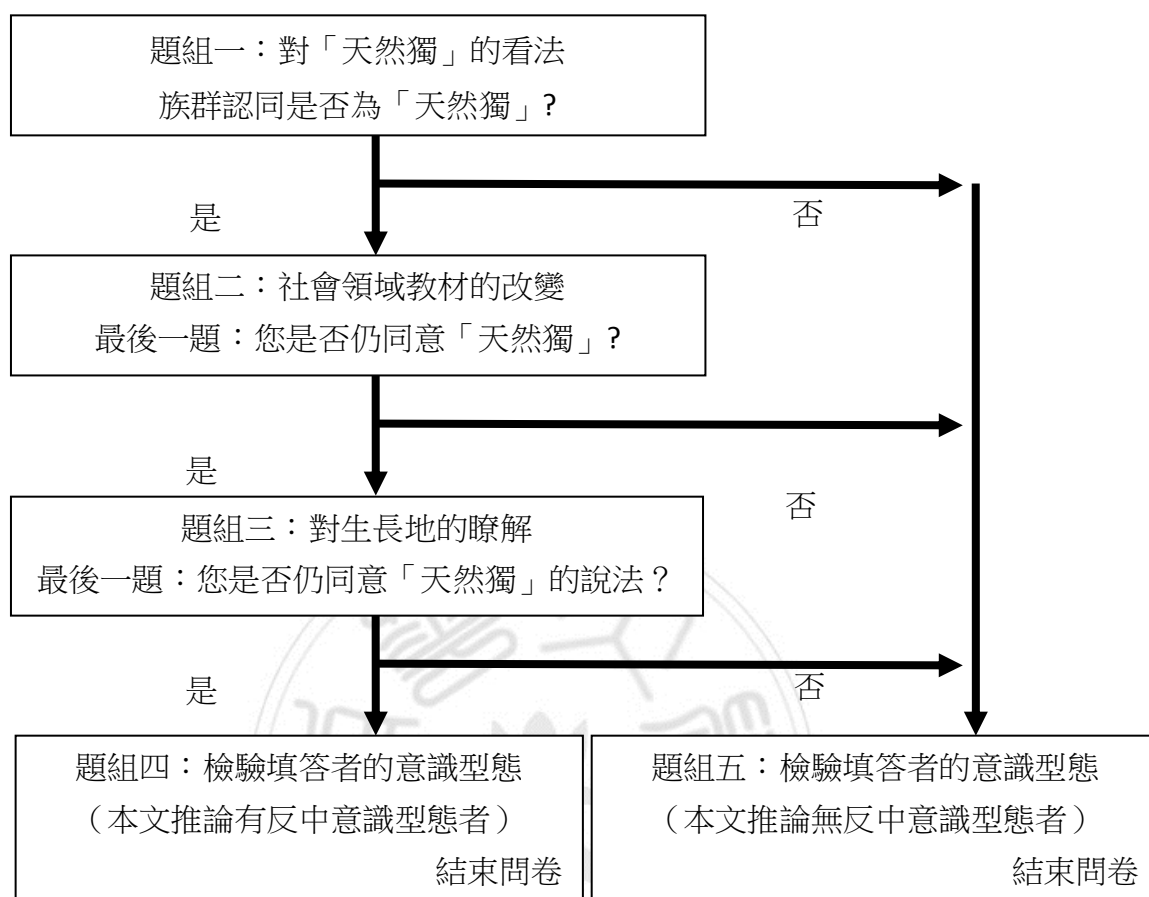 題組一：對「天然獨」的看法
族群認同是否為「天然獨」?
是
否
題組二：社會領域教材的改變
最後一題：您是否仍同意「天然獨」?
是
否
題組三：對生長地的瞭解
最後一題：您是否仍同意「天然獨」的說法？
是
否
題組四：檢驗填答者的意識型態
（本文推論有反中意識型態者）
結束問卷
題組五：檢驗填答者的意識型態
（本文推論無反中意識型態者）
結束問卷